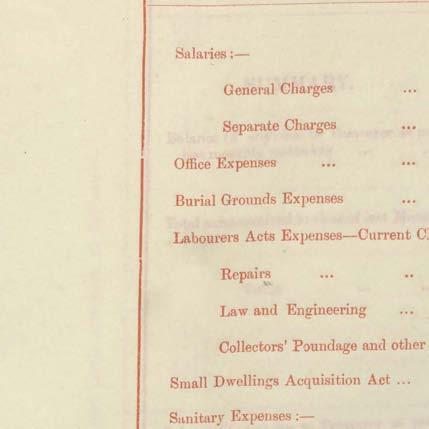 Salaries :—
General Charges ...
Separate Charges ...
Office Expenses ... ...
Burial Grounds Expenses ...
Labourers Acts Expenses—Current
Repairs ... ..
Law and Engineering ...
Collectors' Poundage and other
Small Dwellings Acquisition Act ...
Sanitary Expenses :—